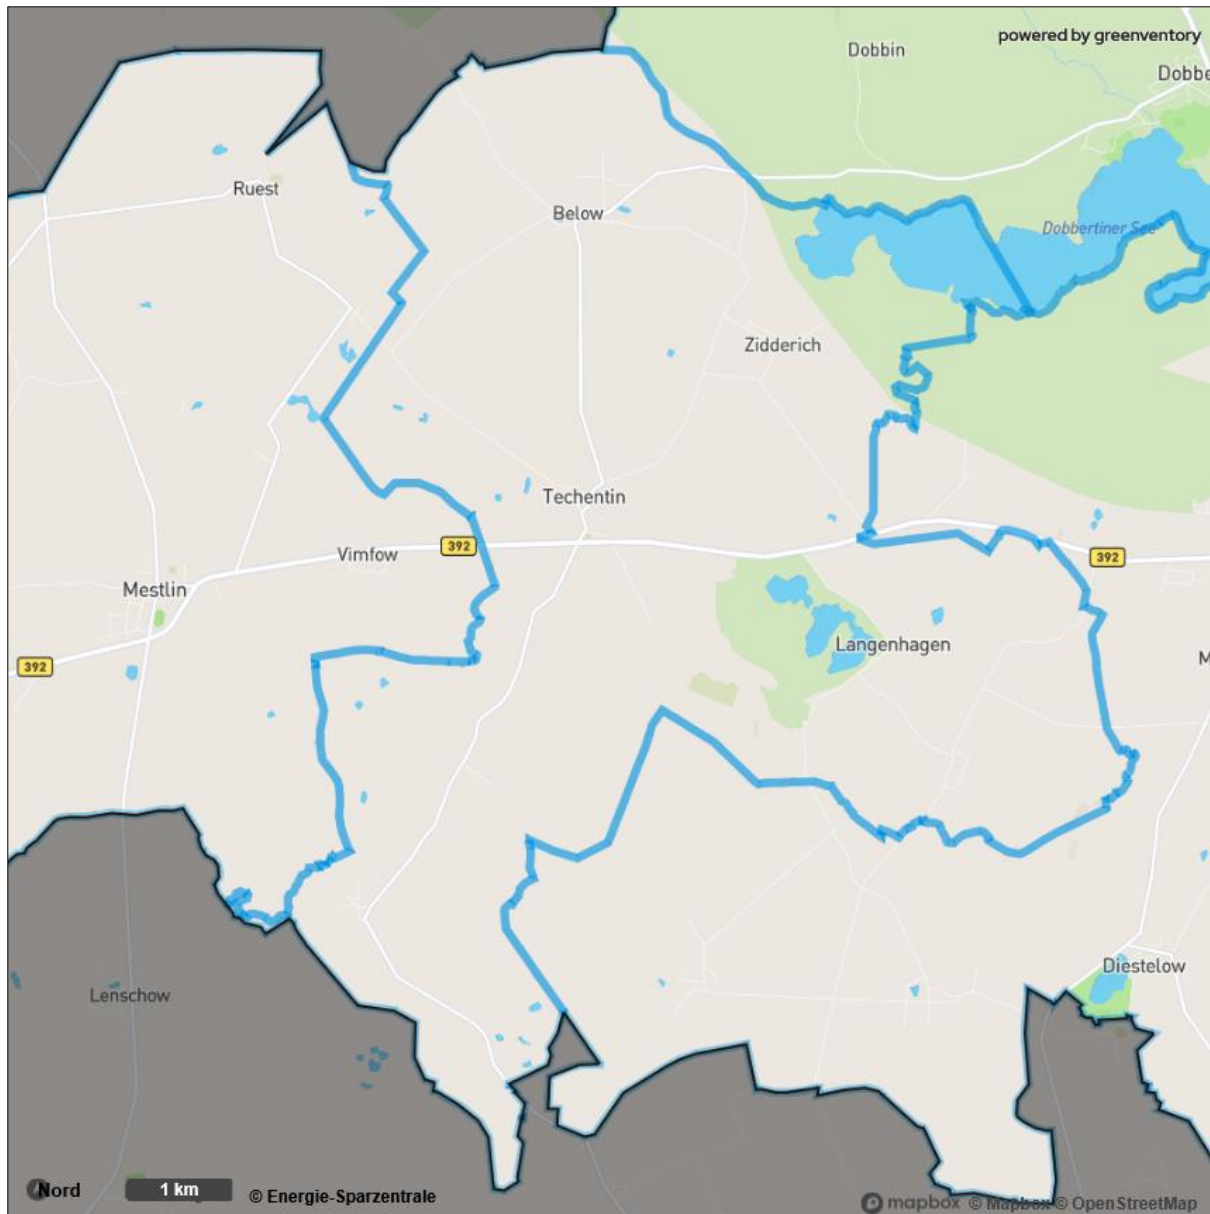 powered by greenventory
Dobbin
Dobbe
Ruest
Below
Dobbertiner See
Zidderich
Techentin
392
Vimfow
392
Mestlin
Langenhagen
M
392
Diestelow
Lenschow
Nord
1 km
© Energie-Sparzentrale
mapbox © Mapbox © OpenStreetMap